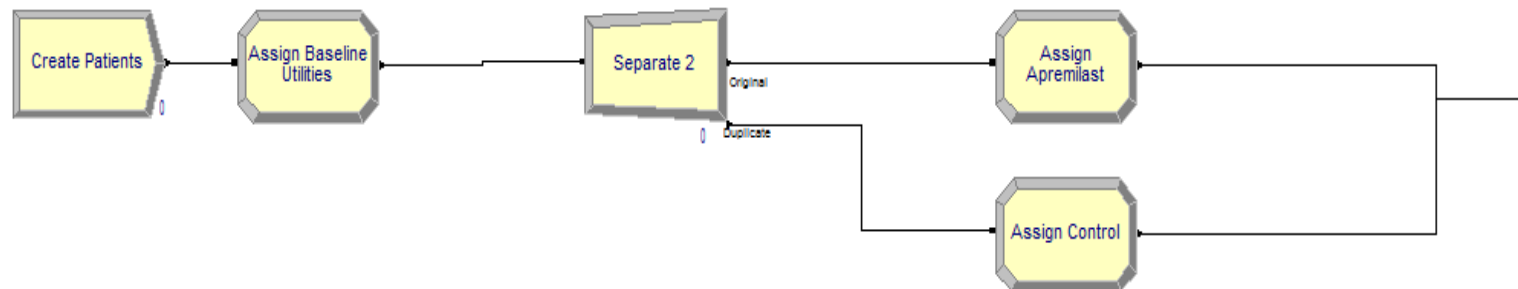 Create Patients
0
Assign Baseline
Utilities
Separate 2
Original
0
Duplicate
Assign
Apremilast
Assign Control